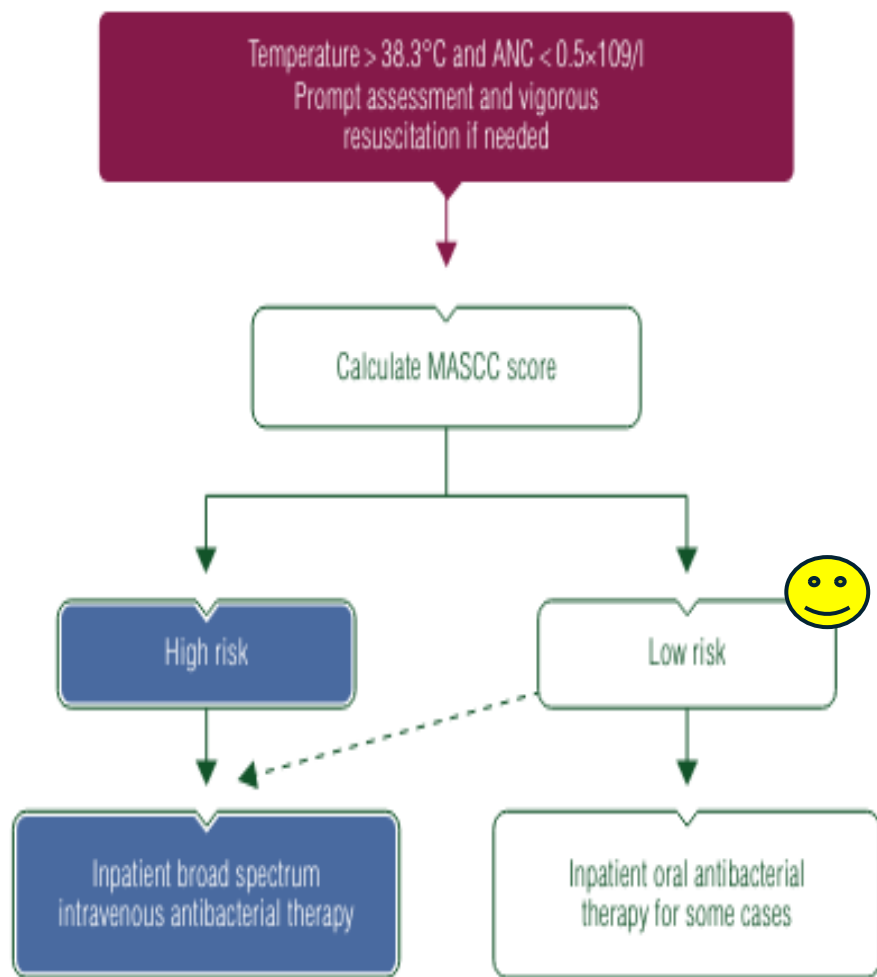 Temperature > 38.3°C and ANC < 0.5×109/l
Prompt assessment and vigorous
resuscitation if needed
Calculate MASCC score
High risk
Low risk
Inpatient broad spectrum
intravenous antibacterial therapy
Inpatient oral antibacterial
therapy for some cases